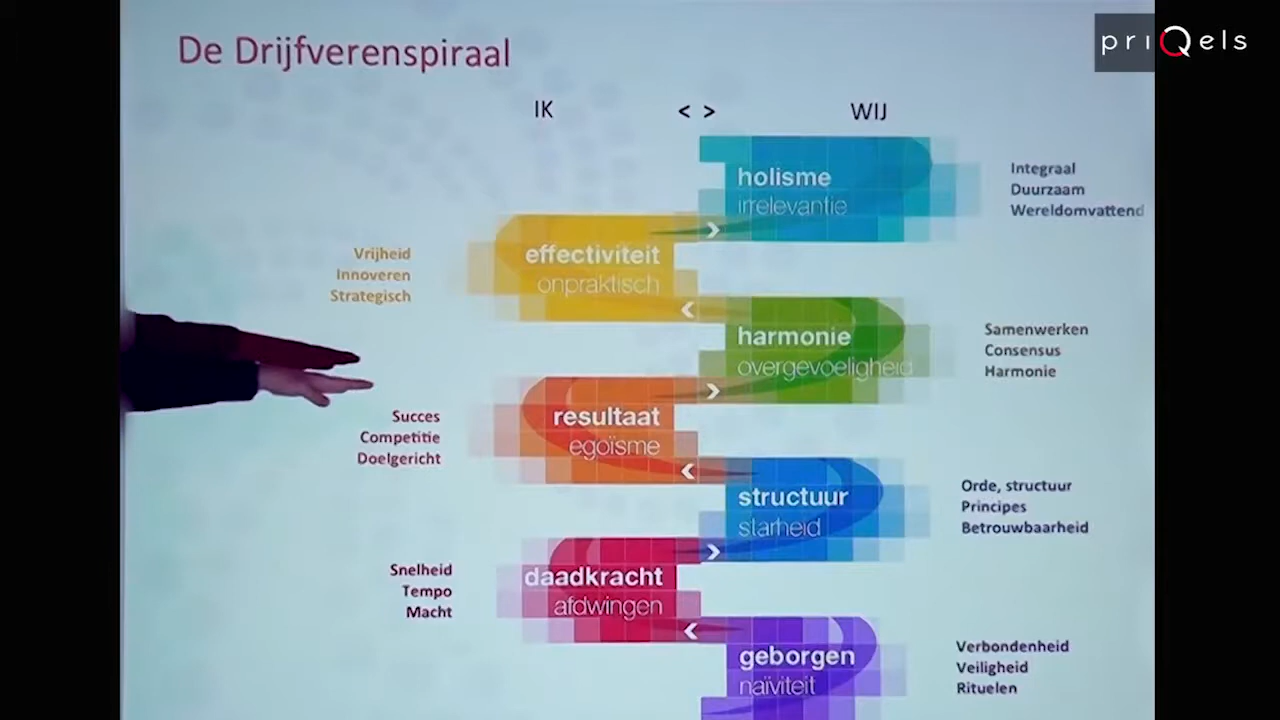 De Drijfverenspiraal
priQels
IK
< >
WIJ
holisme
irrelevantie
Integraal
Duurzaam
Wereldomvattend
effectiviteit
onpraktisch
Vrijheid
Innoveren
Strategisch
harmonie
overgevoeligheid
Samenwerken
Consensus
Harmonie
resultaat
egoïsme
Succes
Competitie
Doelgericht
structuur
starheid
Orde, structuur
Principes
Betrouwbaarheid
daadkracht
afdwingen
Snelheid
Tempo
Macht
geborgen
naïviteit
Verbondenheid
Veiligheid
Rituelen